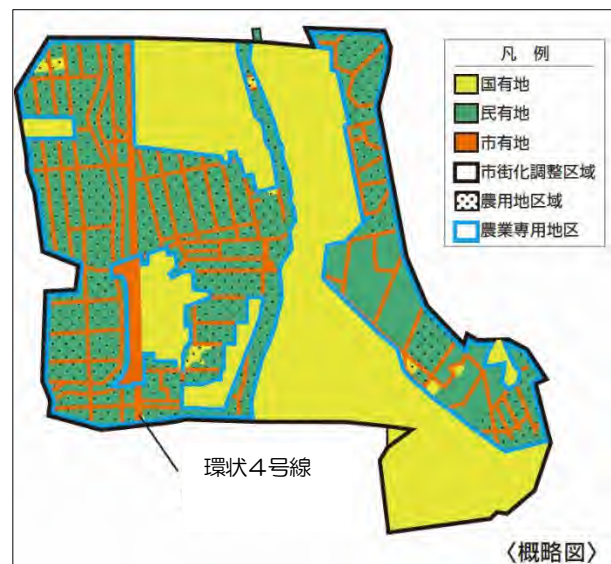 凡 例
国有地
民有地
市有地
市街化調整区域
農用地区域
農業専用地区
環状4号線
〈概略図〉